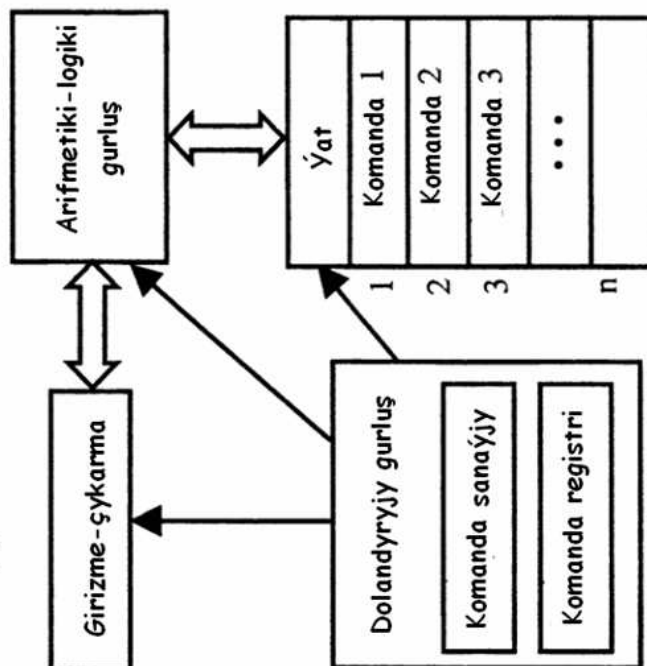 Girizme-çykarma
Arifmetiki-logiki
gurluş
Dolandyryjy gurluş
Komanda sanaýjy
Komanda registri
Ýat
1 Komanda 1
2 Komanda 2
3 Komanda 3
...
n